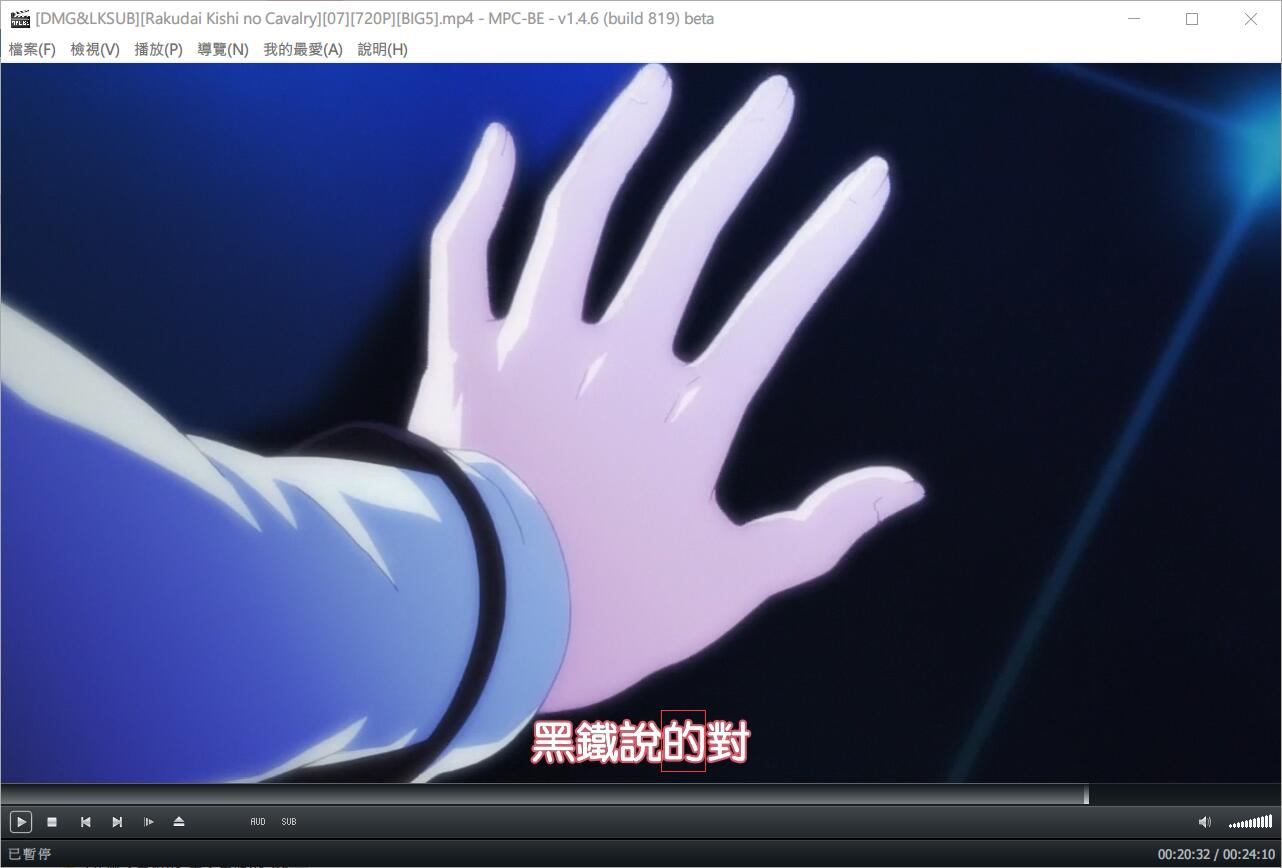 [DMG&LKSUB][Rakudai Kishi no Cavalry][07][720P][BIG5].mp4 - MPC-BE - v1.4.6 (build 819) beta
檔案(F) 檢視(V) 播放(P) 導覽(N) 我的最愛(A) 說明(H)
黑鐵說的對
AUD SUB
已暫停 00:20:32 / 00:24:10